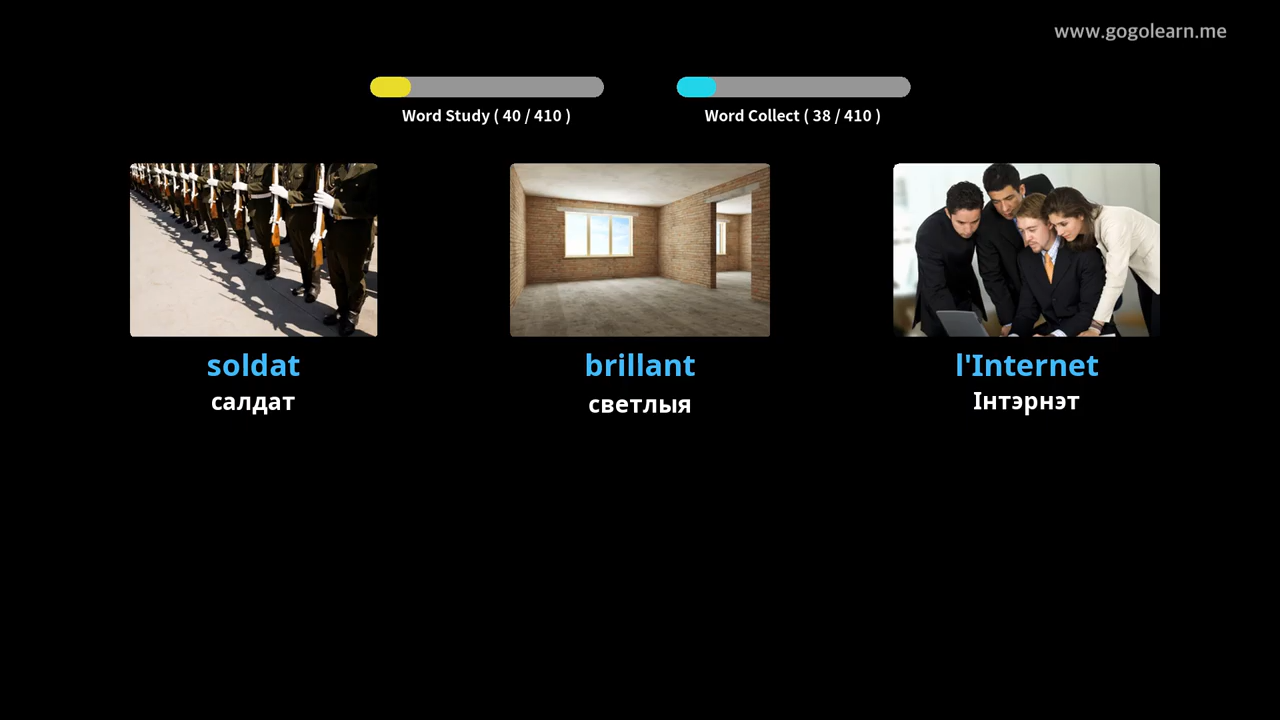 www.gogolearn.me
Word Study ( 40 / 410 )
Word Collect ( 38 / 410 )
soldat
brillant
l'Internet
салдат
светлыя
Інтэрнэт